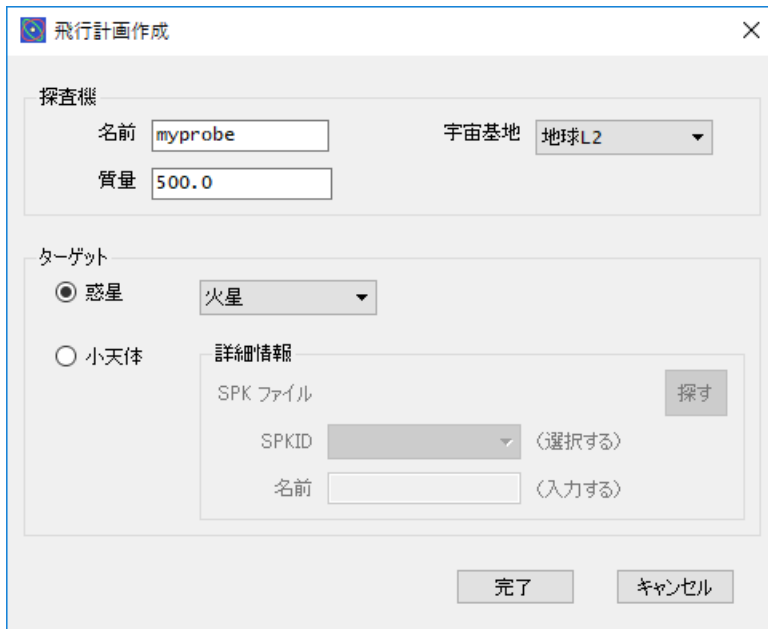 飛行計画作成
探査機
名前 myprobe 宇宙基地 地球L2
質量 500.0
ターゲット
惑星 火星
小天体 詳細情報
SPK ファイル 探す
SPKID （選択する）
名前 （入力する）
完了 キャンセル